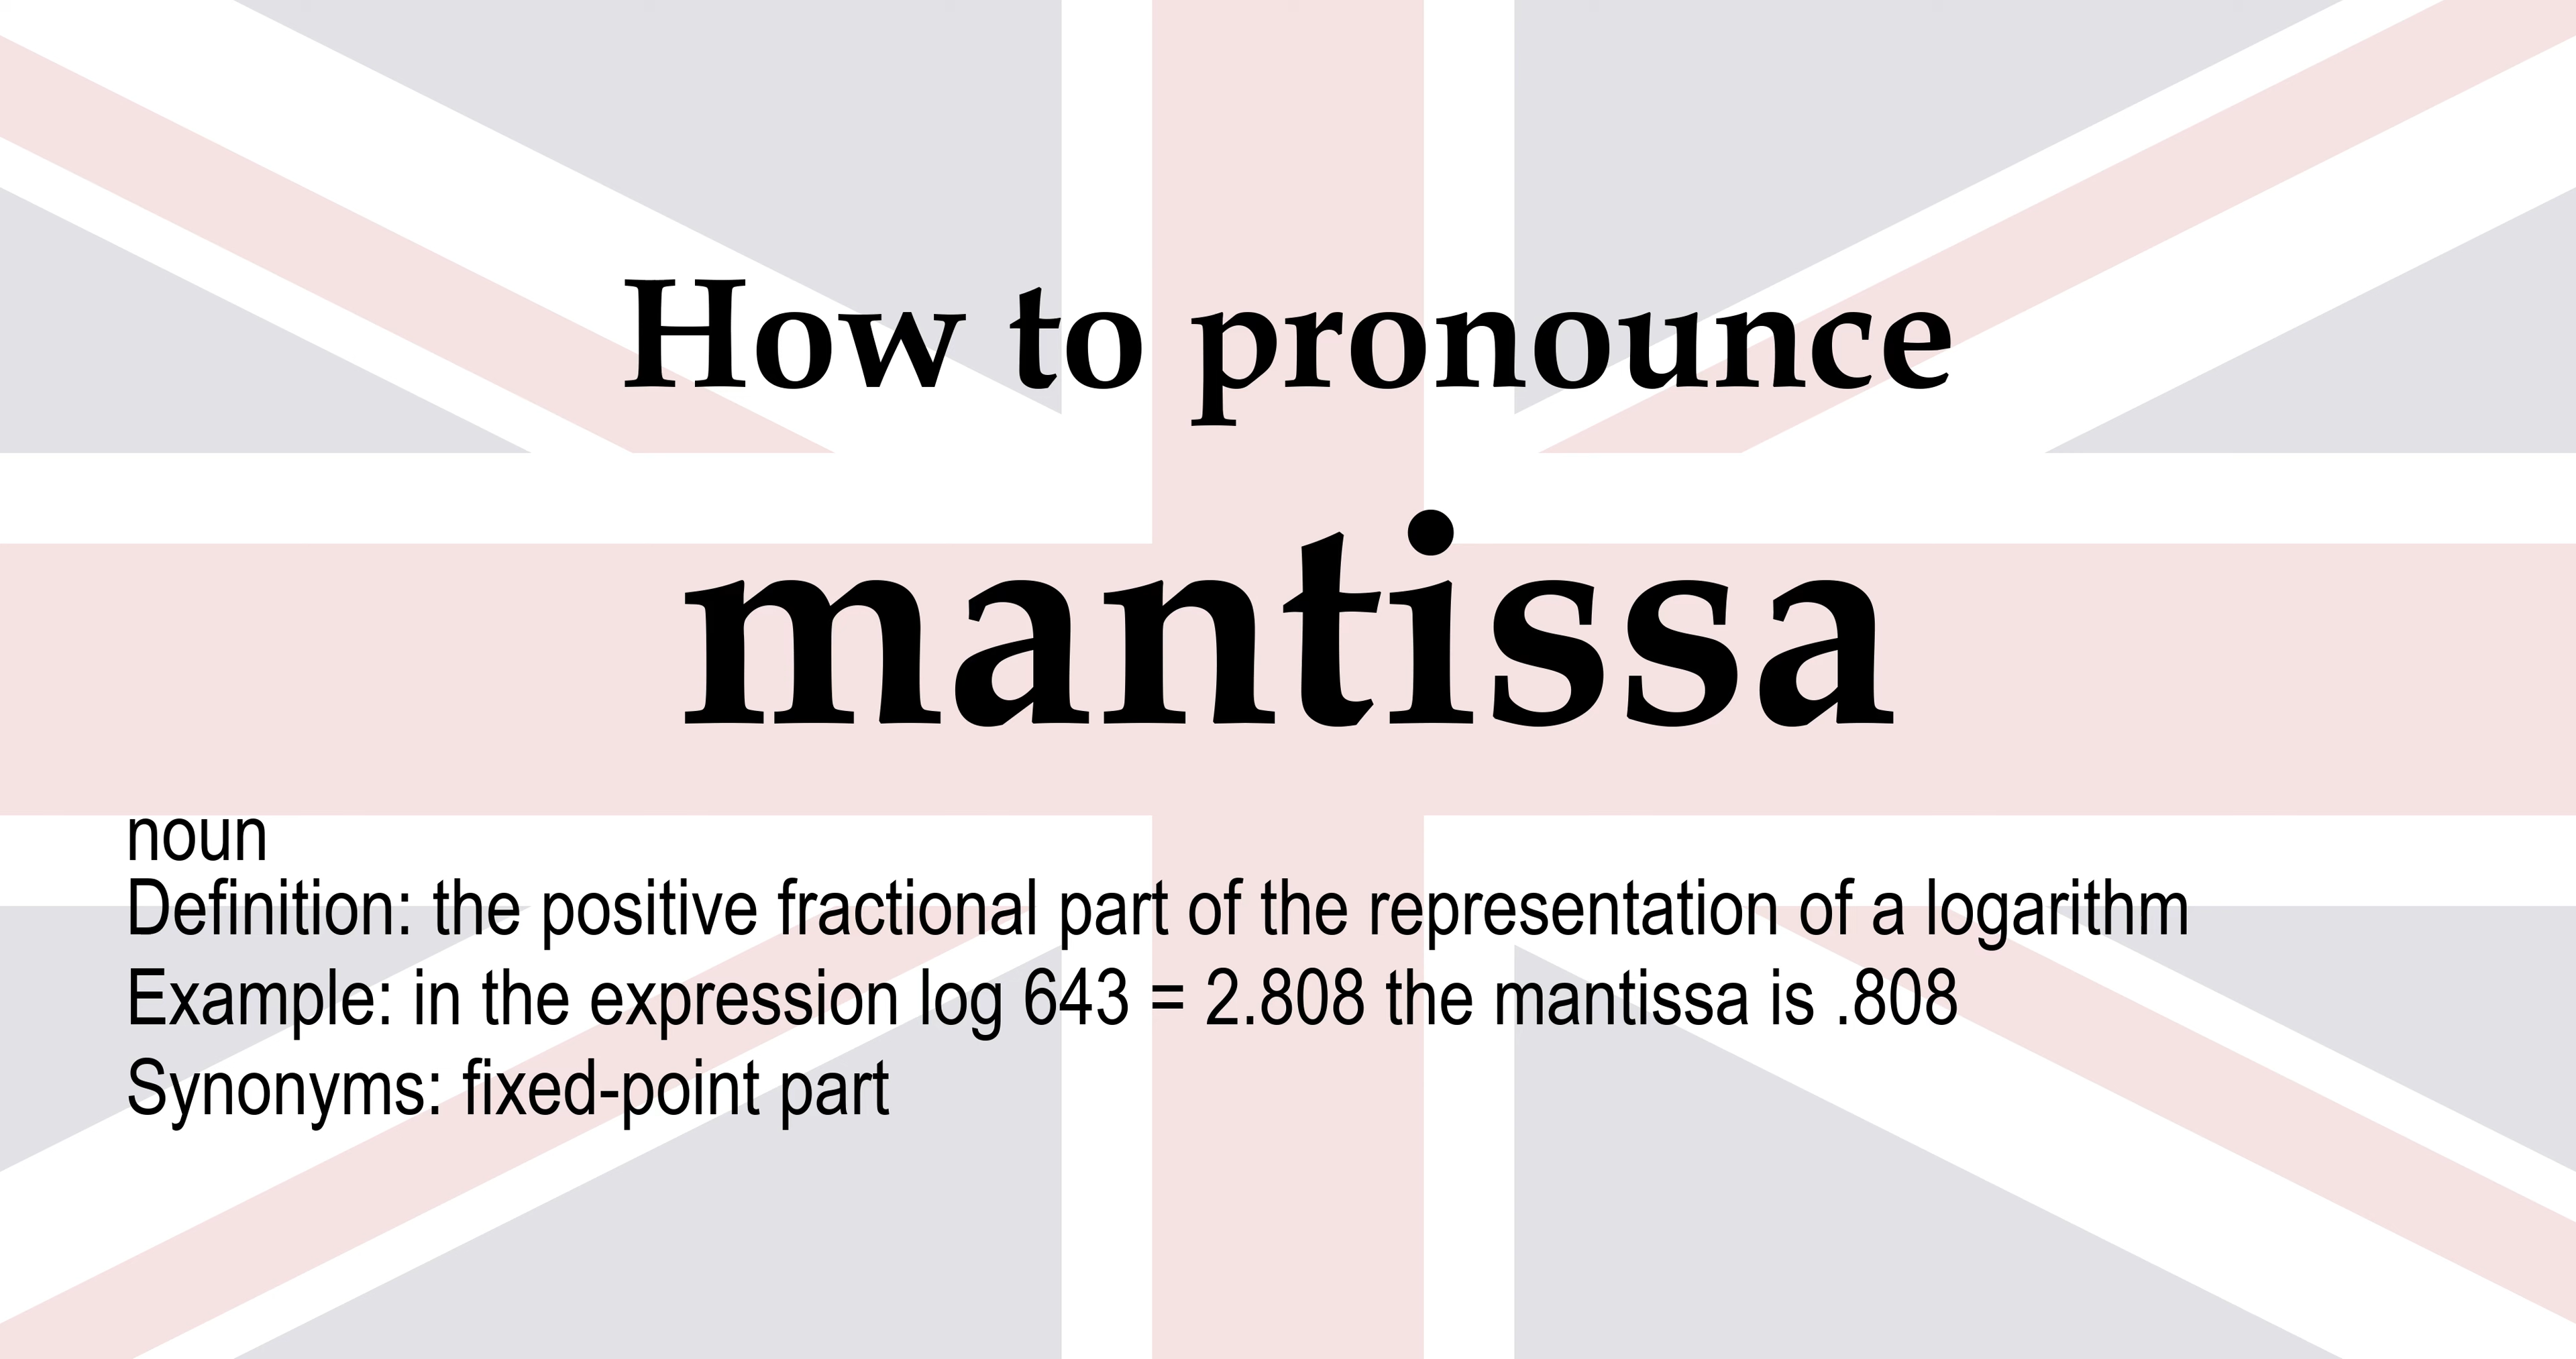 How to pronounce
mantissa
noun
Definition: the positive fractional part of the representation of a logarithm
Example: in the expression log 643 = 2.808 the mantissa is .808
Synonyms: fixed-point part